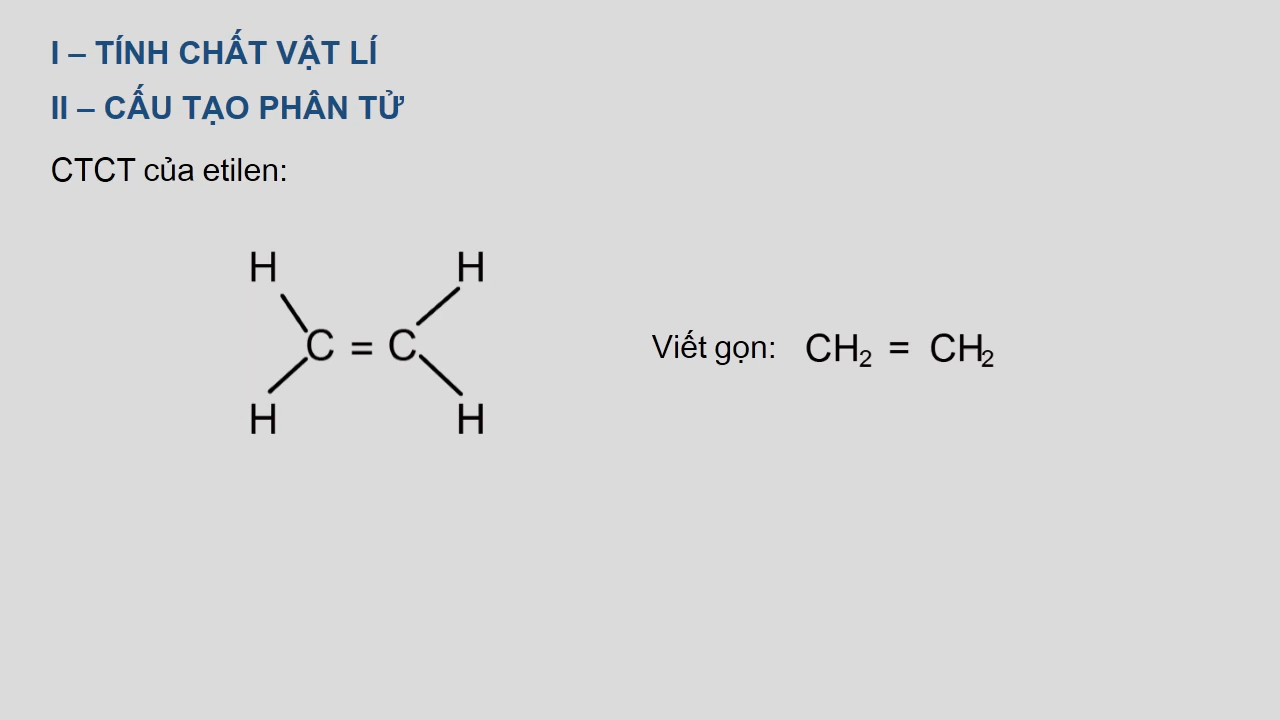 I – TÍNH CHẤT VẬT LÍ
II – CẤU TẠO PHÂN TỬ
CTCT của etilen:
H H
C = C
H H
Viết gọn: CH₂ = CH₂